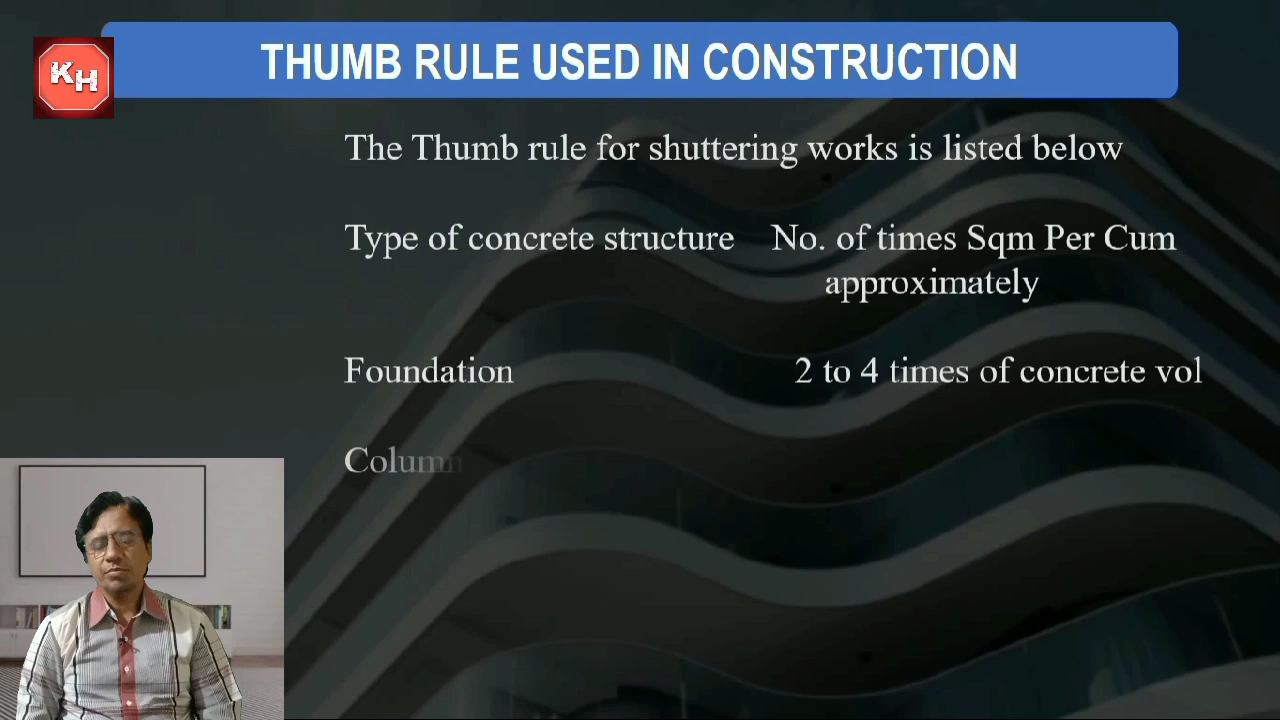 KH
THUMB RULE USED IN CONSTRUCTION
The Thumb rule for shuttering works is listed below
Type of concrete structure No. of times Sqm Per Cum
approximately
Foundation 2 to 4 times of concrete vol
Column